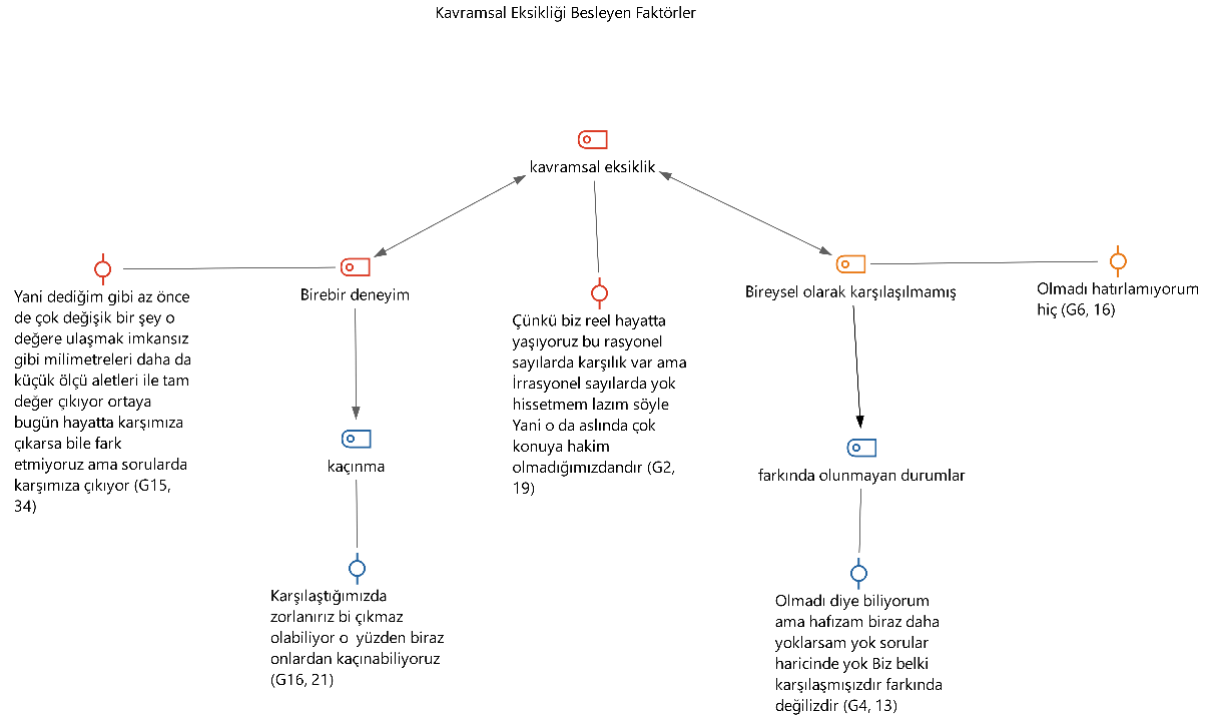 Kavramsal Eksikliği Besleyen Faktörler
kavramsal eksiklik
Birebir deneyim
Bireysel olarak karşılaşılmamış
Yani dediğim gibi az önce
de çok değişik bir şey o
değere ulaşmak imkansız
gibi milimetreleri daha da
küçük ölçü aletleri ile tam
değer çıkıyor ortaya
bugün hayatta karşımıza
çıkarsa bile fark
etmiyoruz ama sorularda
karşımıza çıkıyor (G15,
34)
Çünkü biz reel hayatta
yaşıyoruz bu rasyonel
sayılarda karşılık var ama
İrrasyonel sayılarda yok
hissetmem lazım söyle
Yani o da aslında çok
konuya hakim
olmadığımızdandır (G2,
19)
Olmadı hatırlamıyorum
hiç (G6, 16)
kaçınma
farkında olunmayan durumlar
Karşılaştığımızda
zorlanırız bi çıkmaz
olabiliyor o  yüzden biraz
onlardan kaçınabiliyoruz
(G16, 21)
Olmadı diye biliyorum
ama hafızam biraz daha
yoklarsam yok sorular
haricinde yok Biz belki
karşılaşmışızdır farkında
değilizdir (G4, 13)